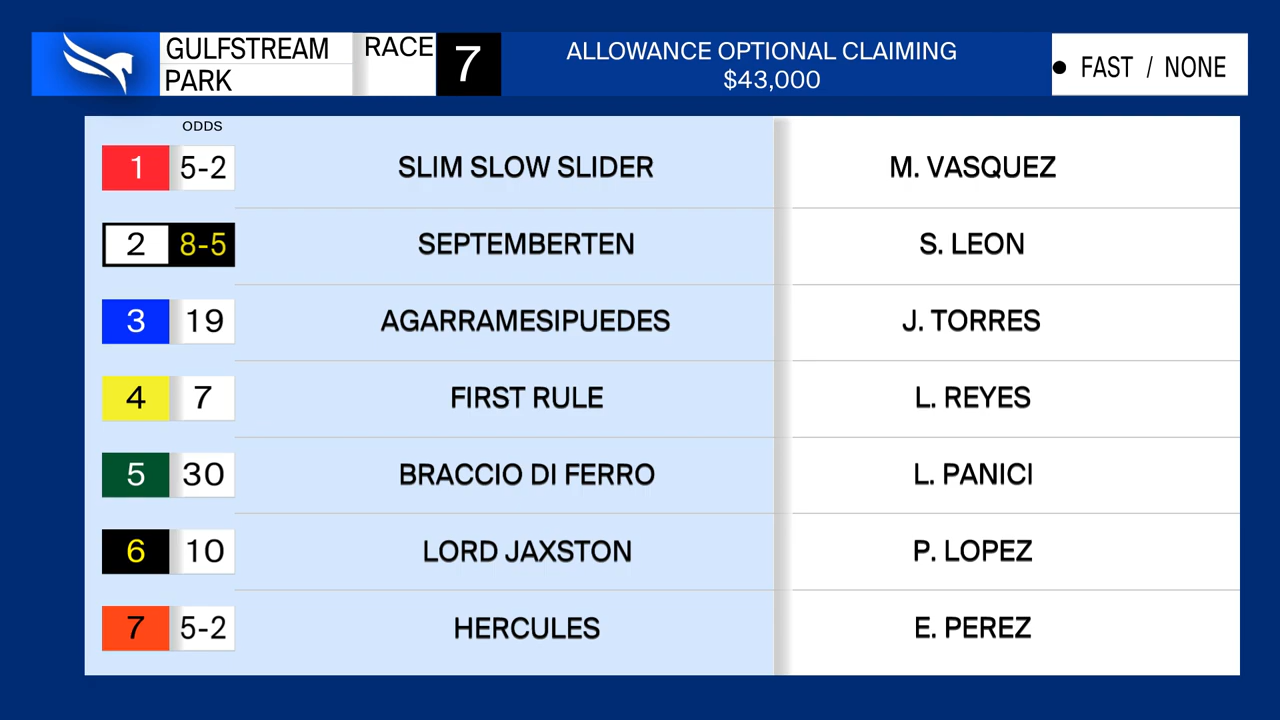 GULFSTREAM PARK
RACE 7
ALLOWANCE OPTIONAL CLAIMING
$43,000
● FAST / NONE
ODDS
1 5-2 SLIM SLOW SLIDER M. VASQUEZ
2 8-5 SEPTEMBERTEN S. LEON
3 19 AGARRAMESIPUEDES J. TORRES
4 7 FIRST RULE L. REYES
5 30 BRACCIO DI FERRO L. PANICI
6 10 LORD JAXSTON P. LOPEZ
7 5-2 HERCULES E. PEREZ